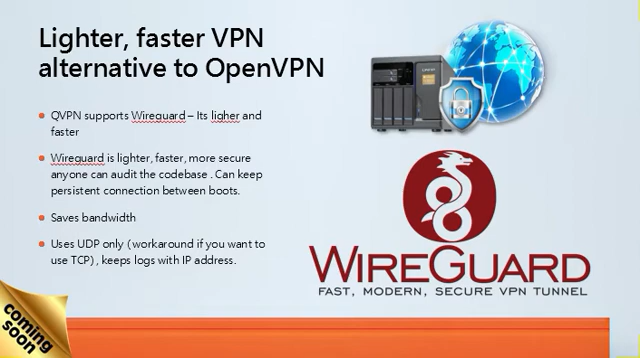 Lighter, faster VPN
alternative to OpenVPN
QVPN supports Wireguard – Its ligher and
faster
Wireguard is lighter, faster, more secure
anyone can audit the codebase . Can keep
persistent connection between boots.
Saves bandwidth
Uses UDP only (workaround if you want to
use TCP) , keeps logs with IP address.
WIREGUARD
FAST, MODERN, SECURE VPN TUNNEL
coming
soon